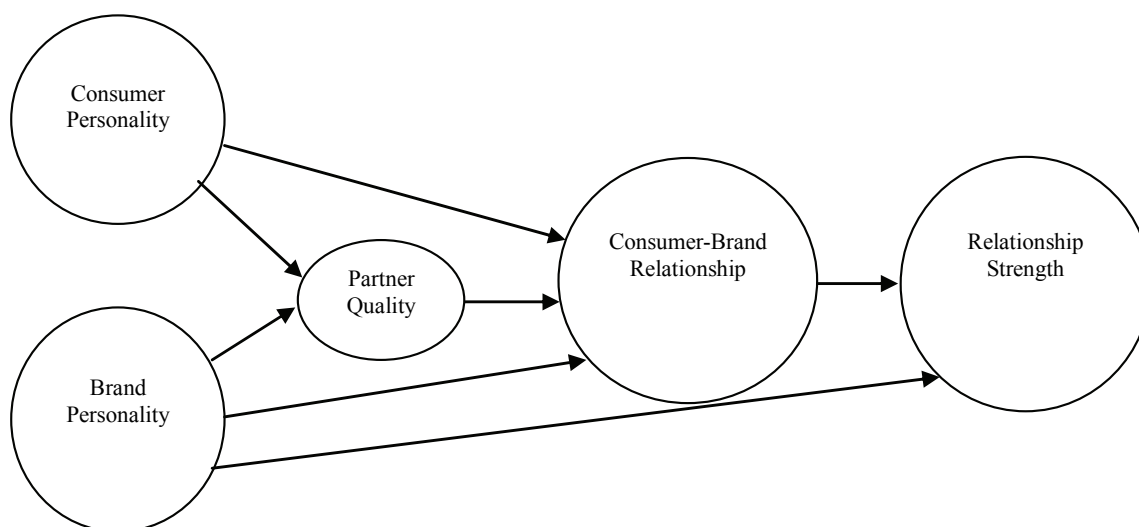 Consumer
Personality
Consumer-Brand
Relationship
Relationship
Strength
Partner
Quality
Brand
Personality